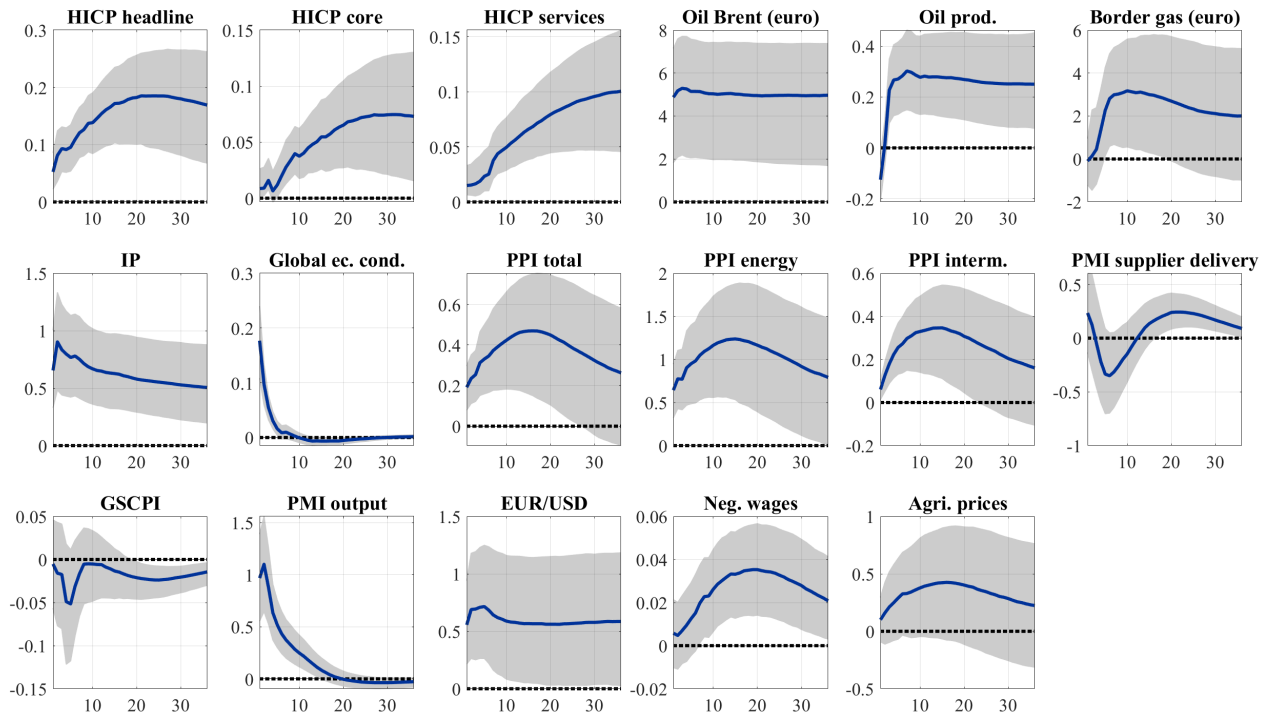 HICP headline
0.3
0.2
0.1
0
10 20 30
HICP core
0.15
0.1
0.05
0
10 20 30
HICP services
0.15
0.1
0.05
0
10 20 30
Oil Brent (euro)
8
6
4
2
0
10 20 30
Oil prod.
0.4
0.2
0
-0.2
10 20 30
Border gas (euro)
6
4
2
0
-2
10 20 30
IP
1.5
1
0.5
0
10 20 30
Global ec. cond.
0.3
0.2
0.1
0
10 20 30
PPI total
0.6
0.4
0.2
0
10 20 30
PPI energy
2
1.5
1
0.5
0
10 20 30
PPI interm.
0.6
0.4
0.2
0
-0.2
10 20 30
PMI supplier delivery
0.5
0
-0.5
-1
10 20 30
GSCPI
0.05
0
-0.05
-0.1
-0.15
10 20 30
PMI output
1.5
1
0.5
0
10 20 30
EUR/USD
1.5
1
0.5
0
10 20 30
Neg. wages
0.06
0.04
0.02
0
-0.02
10 20 30
Agri. prices
1
0.5
0
-0.5
10 20 30